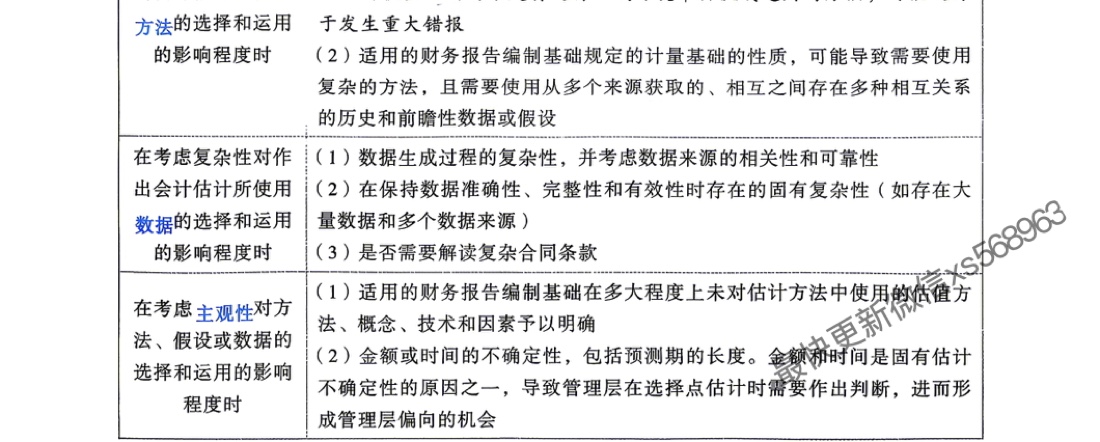 于发生重大错报
方法的选择和运用
的影响程度时
（2）适用的财务报告编制基础规定的计量基础的性质，可能导致需要使用
复杂的方法，且需要使用从多个来源获取的、相互之间存在多种相互关系
的历史和前瞻性数据或假设
在考虑复杂性对作
出会计估计所使用
数据的选择和运用
的影响程度时
（1）数据生成过程的复杂性，并考虑数据来源的相关性和可靠性
（2）在保持数据准确性、完整性和有效性时存在的固有复杂性（如存在大
量数据和多个数据来源）
（3）是否需要解读复杂合同条款
在考虑主观性对方
法、假设或数据的
选择和运用的影响
程度时
（1）适用的财务报告编制基础在多大程度上未对估计方法中使用的估值方
法、概念、技术和因素予以明确
（2）金额或时间的不确定性，包括预测期的长度。金额和时间是固有估计
不确定性的原因之一，导致管理层在选择点估计时需要作出判断，进而形
成管理层偏向的机会
最快更新微信xs568963